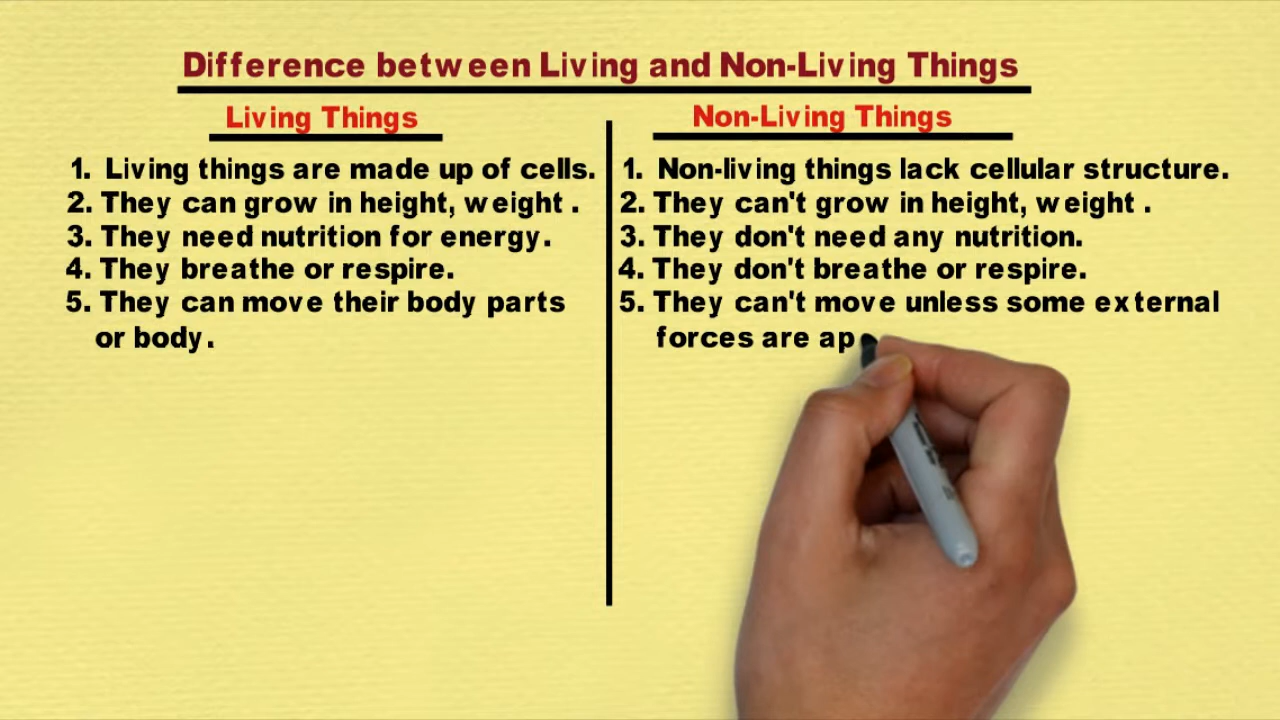 Difference between Living and Non-Living Things
Living Things
1. Living things are made up of cells.
2. They can grow in height, weight .
3. They need nutrition for energy.
4. They breathe or respire.
5. They can move their body parts
or body.
Non-Living Things
1. Non-living things lack cellular structure.
2. They can't grow in height, weight .
3. They don't need any nutrition.
4. They don't breathe or respire.
5. They can't move unless some external
forces are ap